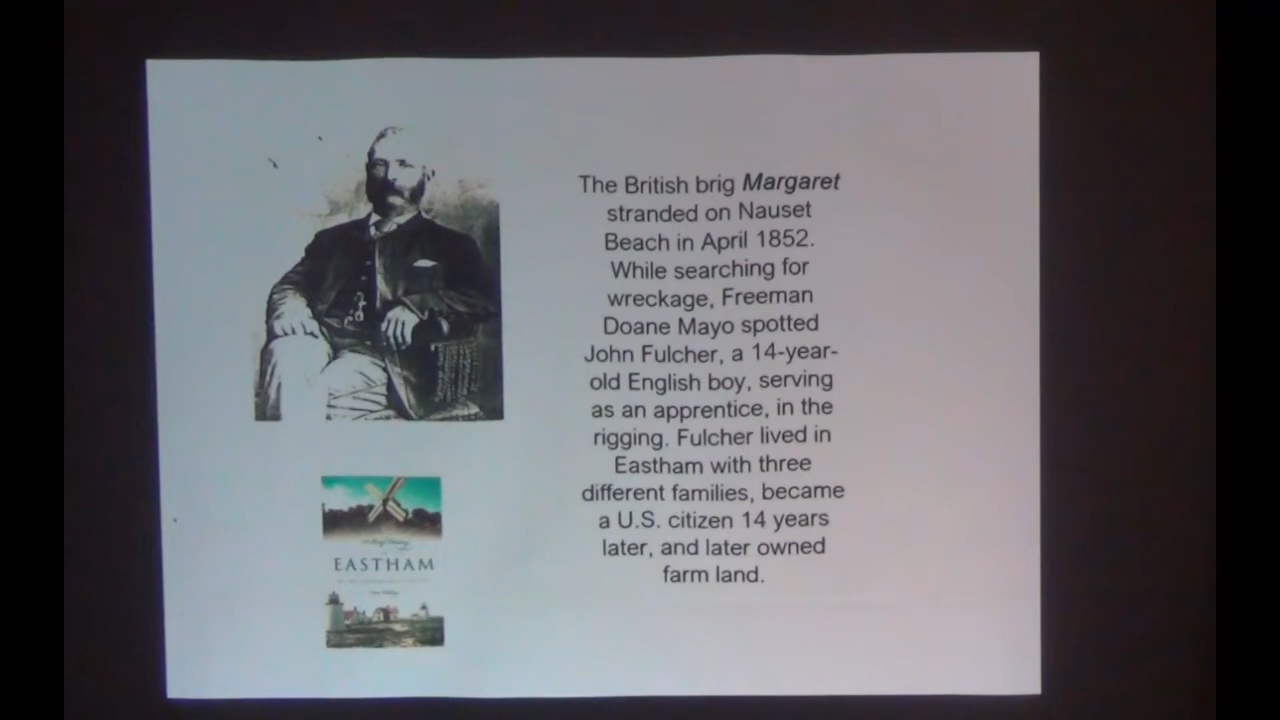 The British brig Margaret
stranded on Nauset
Beach in April 1852.
While searching for
wreckage, Freeman
Doane Mayo spotted
John Fulcher, a 14-year-
old English boy, serving
as an apprentice, in the
rigging. Fulcher lived in
Eastham with three
different families, became
a U.S. citizen 14 years
later, and later owned
farm land.
EASTHAM